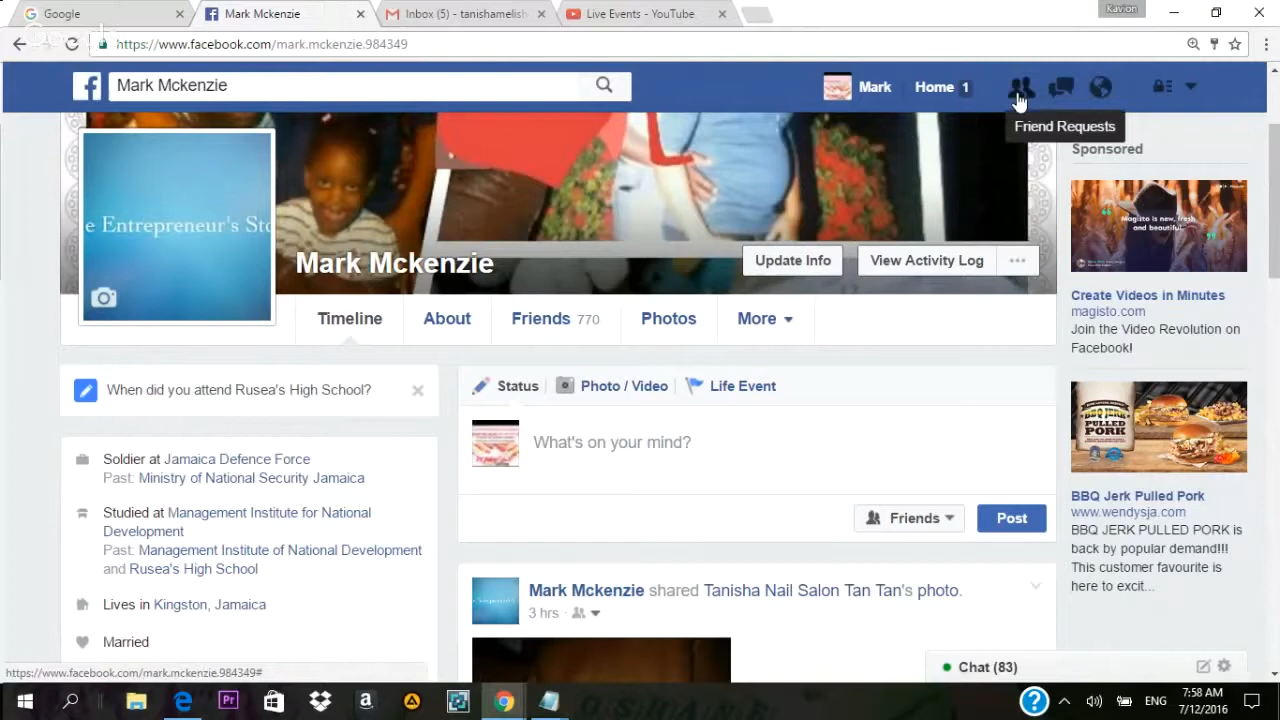 Google
Mark Mckenzie
Inbox (5) - tanishamelish
Live Events - YouTube
Kavion
https://www.facebook.com/mark.mckenzie.984349
Mark Mckenzie
Mark
Home 1
Friend Requests
Sponsored
e Entrepreneur's Sto
Mark Mckenzie
Update Info
View Activity Log
Timeline
About
Friends 770
Photos
More
Magisto is new, fresh
and beautiful.
Create Videos in Minutes
magisto.com
Join the Video Revolution on
Facebook!
When did you attend Rusea's High School?
Status
Photo / Video
Life Event
What's on your mind?
Friends
Post
BBQ JERK
PULLED
PORK
BBQ Jerk Pulled Pork
www.wendysja.com
BBQ JERK PULLED PORK is
back by popular demand!!!
This customer favourite is
here to excit...
Soldier at Jamaica Defence Force
Past: Ministry of National Security Jamaica
Studied at Management Institute for National
Development
Past: Management Institute of National Development
and Rusea's High School
Lives in Kingston, Jamaica
Married
Mark Mckenzie shared Tanisha Nail Salon Tan Tan's photo.
3 hrs
Chat (83)
https://www.facebook.com/mark.mckenzie.984349#
ENG
7:58 AM
7/12/2016